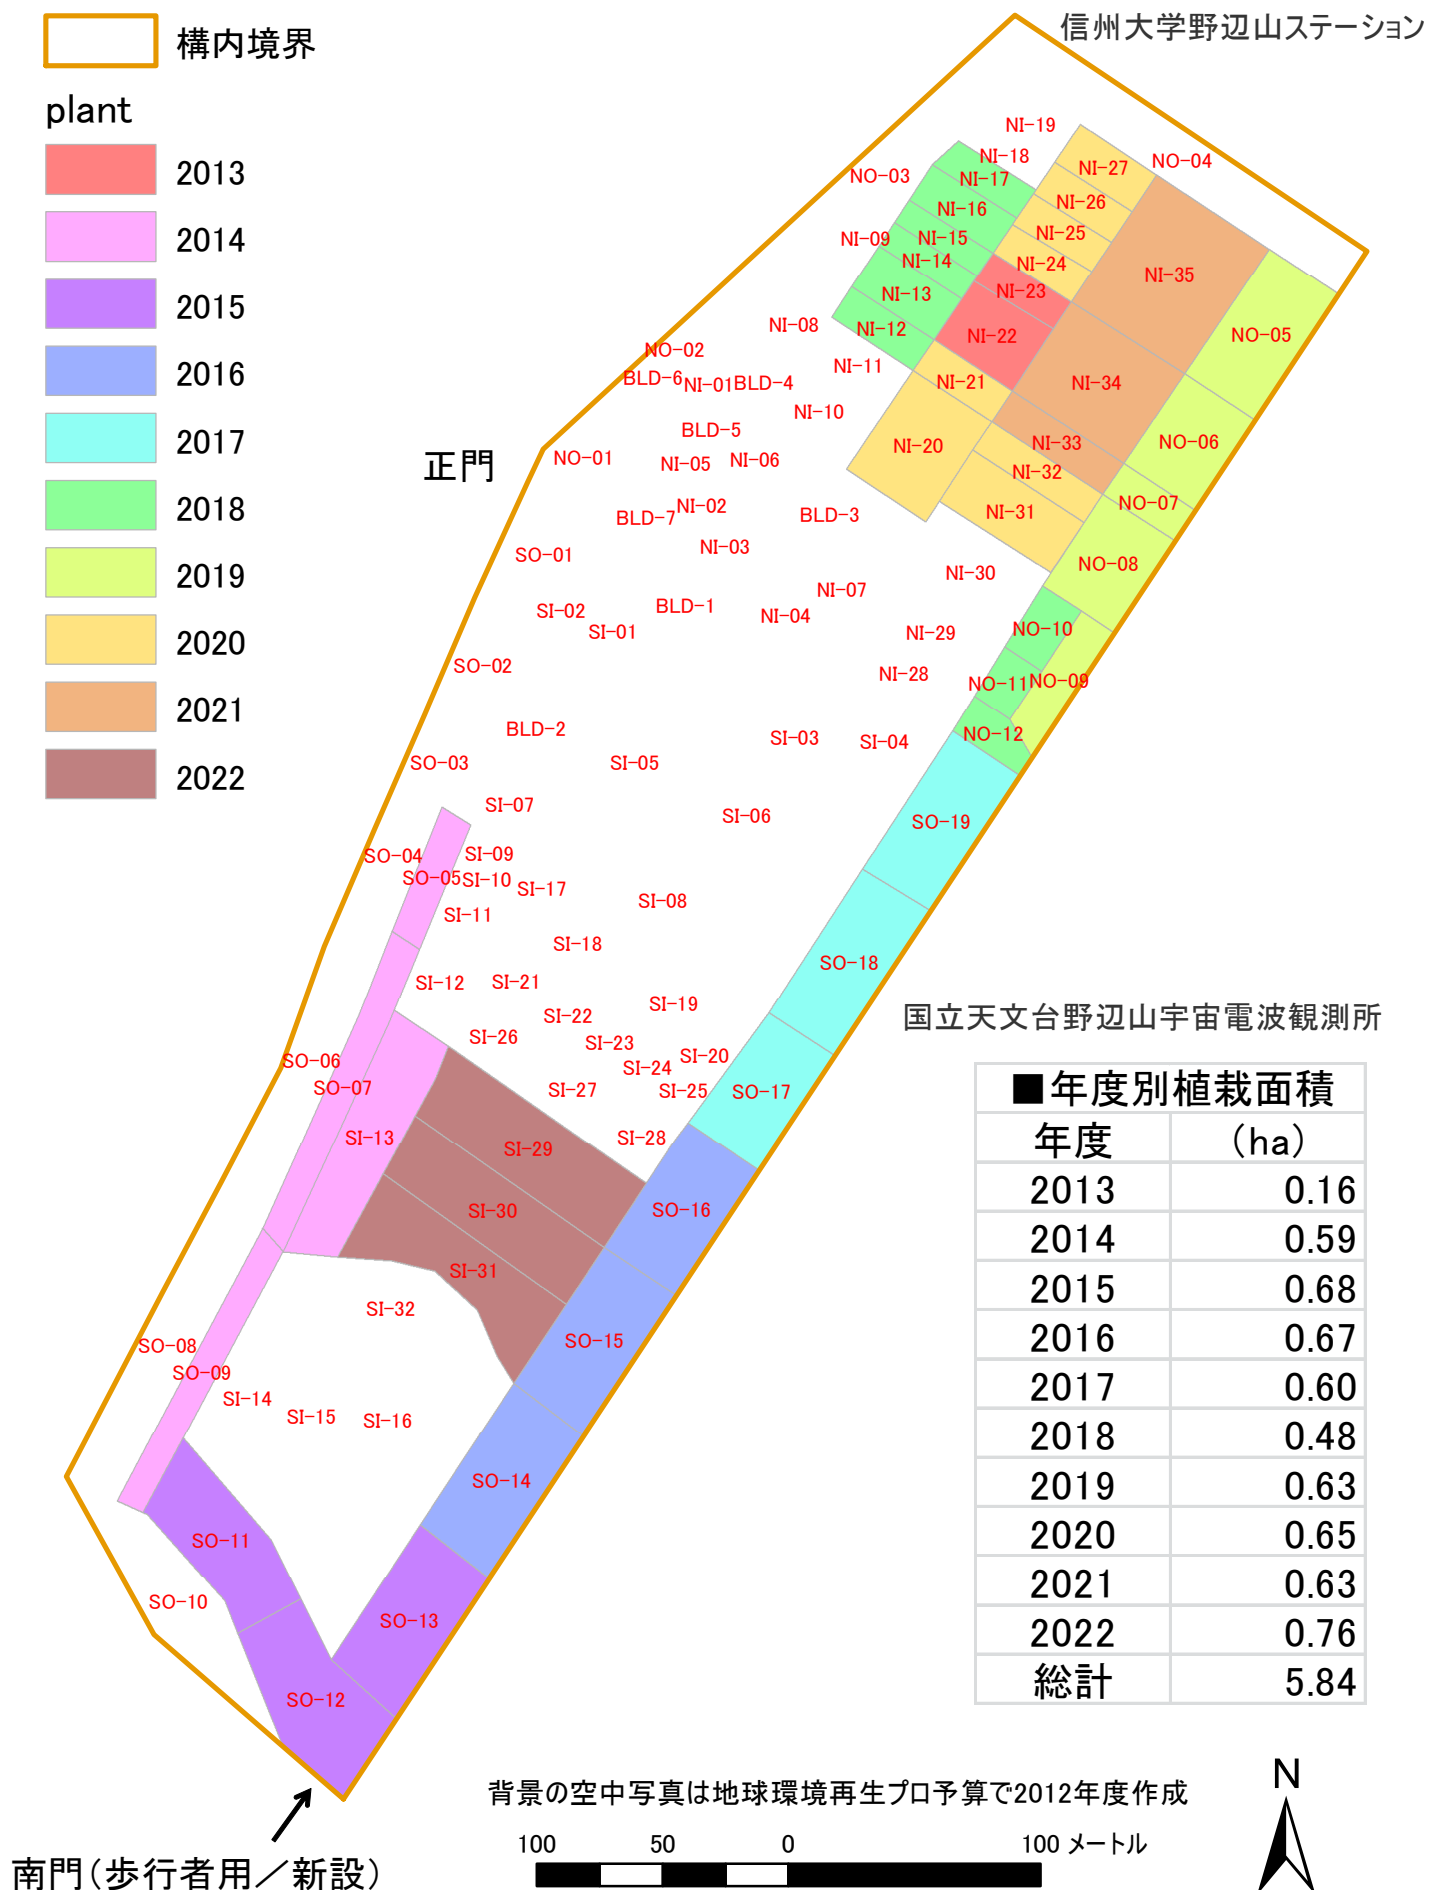 構内境界
plant
2013
2014
2015
2016
2017
2018
2019
2020
2021
2022
信州大学野辺山ステーション
NI-19
NI-18
NO-04
NI-27
NO-03
NI-17
NI-26
NI-16
NI-25
NI-09
NI-15
NI-14
NI-24
NI-35
NI-13
NI-23
NI-08
NI-12
NI-22
NO-05
NO-02
NI-11
BLD-6
NI-01
BLD-4
NI-21
NI-34
NI-10
BLD-5
NI-20
NI-33
NO-06
正門
NO-01
NI-05
NI-06
NI-32
NI-02
BLD-7
BLD-3
NI-31
NO-07
SO-01
NI-03
NO-08
NI-30
NI-07
SI-02
BLD-1
NI-04
SI-01
NI-29
NO-10
SO-02
NI-28
NO-11
NO-09
BLD-2
SI-03
SI-04
NO-12
SO-03
SI-05
SI-07
SI-06
SO-19
SO-04
SI-09
SO-05
SI-10
SI-17
SI-08
SI-11
SI-18
SO-18
SI-12
SI-21
SI-19
SI-22
SI-26
SI-23
SO-06
SI-24
SI-20
SO-07
SI-27
SI-25
SO-17
SI-13
SI-28
SI-29
SI-30
SO-16
SI-31
SI-32
SO-15
SO-08
SO-09
SI-14
SI-15
SI-16
SO-14
SO-11
SO-10
SO-13
SO-12
国立天文台野辺山宇宙電波観測所
■年度別植栽面積
年度 (ha)
2013 0.16
2014 0.59
2015 0.68
2016 0.67
2017 0.60
2018 0.48
2019 0.63
2020 0.65
2021 0.63
2022 0.76
総計 5.84
背景の空中写真は地球環境再生プロ予算で2012年度作成
100 50 0 100 メートル
N
南門(歩行者用／新設)